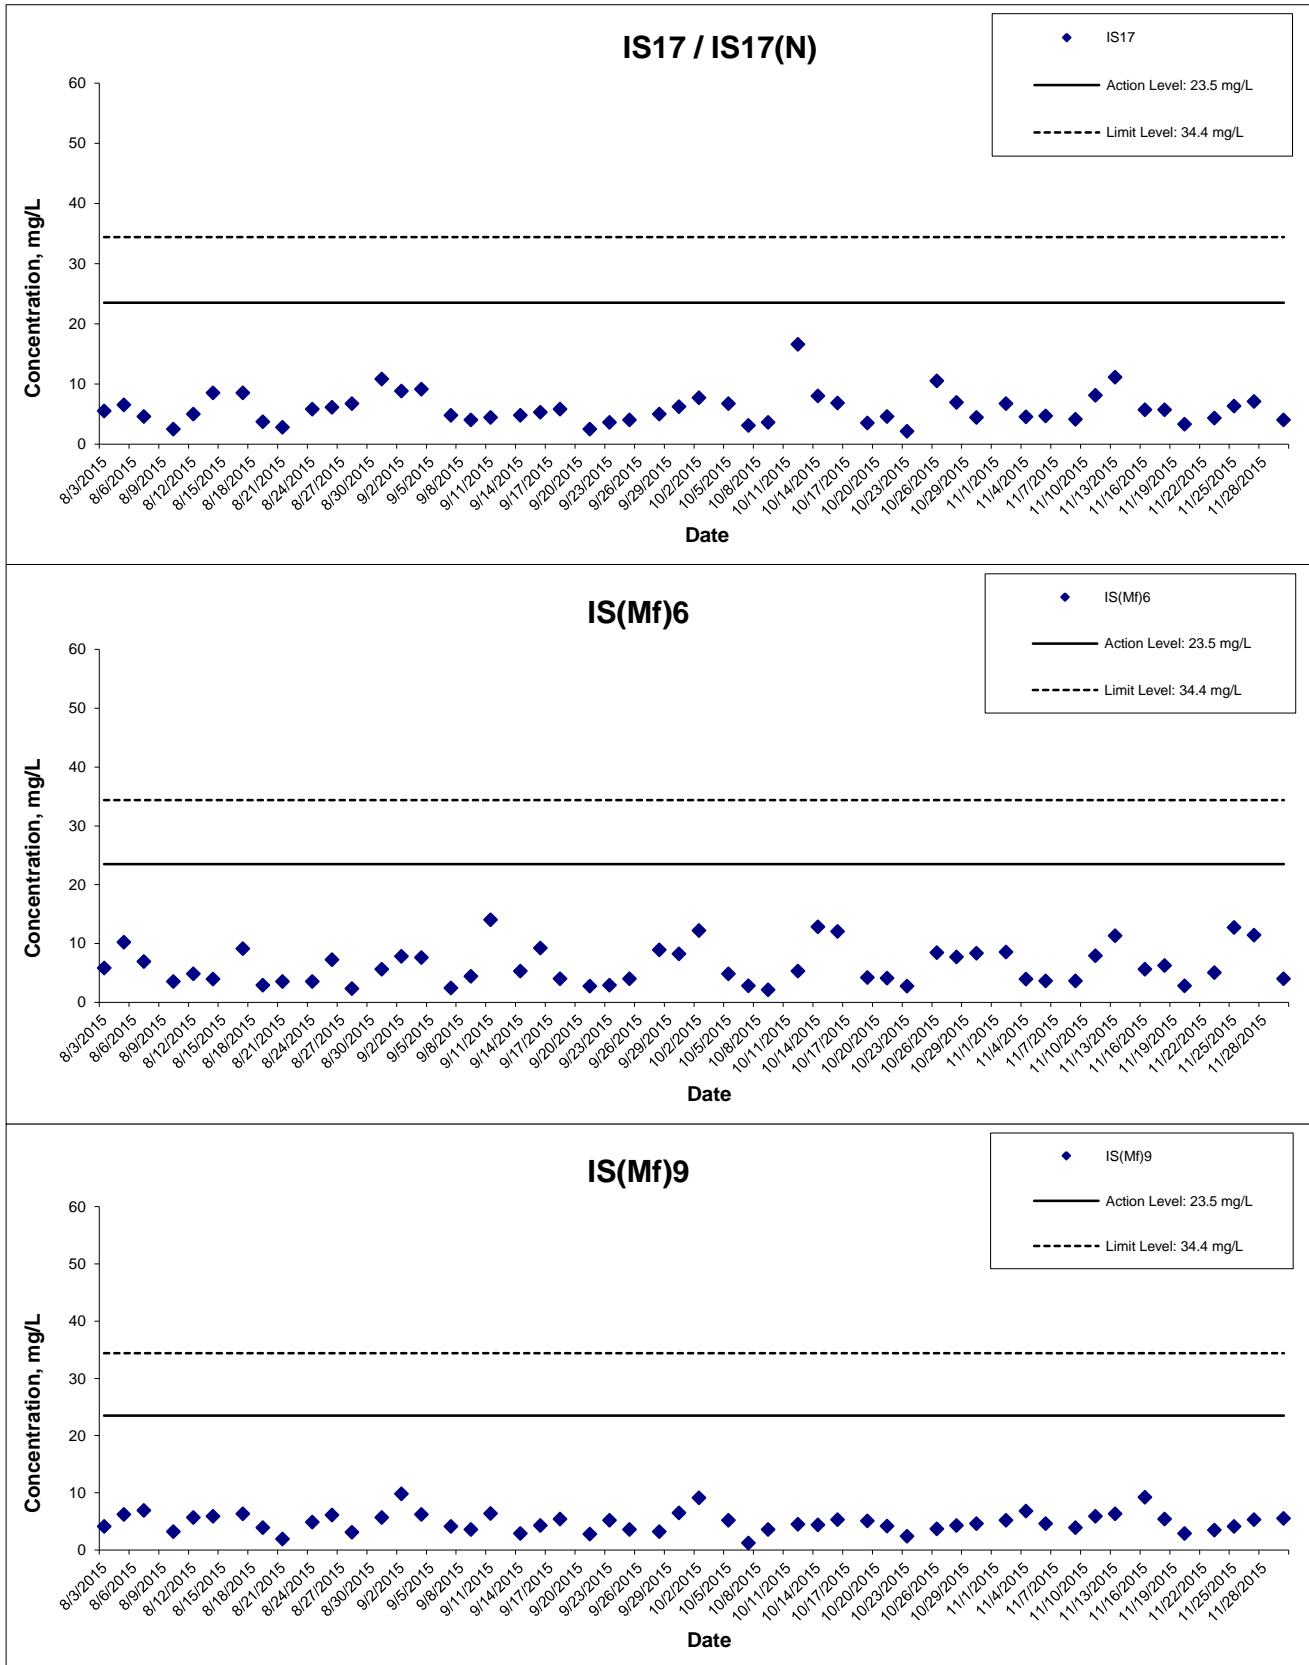 IS17 / IS17(N)
IS17
Action Level: 23.5 mg/L
Limit Level: 34.4 mg/L
60
50
40
30
20
10
0
Concentration, mg/L
8/3/2015 8/6/2015 8/9/2015 8/12/2015 8/15/2015 8/18/2015 8/21/2015 8/24/2015 8/27/2015 8/30/2015 9/2/2015 9/5/2015 9/8/2015 9/11/2015 9/14/2015 9/17/2015 9/20/2015 9/23/2015 9/26/2015 9/29/2015 10/2/2015 10/5/2015 10/8/2015 10/11/2015 10/14/2015 10/17/2015 10/20/2015 10/23/2015 10/26/2015 10/29/2015 11/1/2015 11/4/2015 11/7/2015 11/10/2015 11/13/2015 11/16/2015 11/19/2015 11/22/2015 11/25/2015 11/28/2015
Date
IS(Mf)6
IS(Mf)6
Action Level: 23.5 mg/L
Limit Level: 34.4 mg/L
60
50
40
30
20
10
0
Concentration, mg/L
8/3/2015 8/6/2015 8/9/2015 8/12/2015 8/15/2015 8/18/2015 8/21/2015 8/24/2015 8/27/2015 8/30/2015 9/2/2015 9/5/2015 9/8/2015 9/11/2015 9/14/2015 9/17/2015 9/20/2015 9/23/2015 9/26/2015 9/29/2015 10/2/2015 10/5/2015 10/8/2015 10/11/2015 10/14/2015 10/17/2015 10/20/2015 10/23/2015 10/26/2015 10/29/2015 11/1/2015 11/4/2015 11/7/2015 11/10/2015 11/13/2015 11/16/2015 11/19/2015 11/22/2015 11/25/2015 11/28/2015
Date
IS(Mf)9
IS(Mf)9
Action Level: 23.5 mg/L
Limit Level: 34.4 mg/L
60
50
40
30
20
10
0
Concentration, mg/L
8/3/2015 8/6/2015 8/9/2015 8/12/2015 8/15/2015 8/18/2015 8/21/2015 8/24/2015 8/27/2015 8/30/2015 9/2/2015 9/5/2015 9/8/2015 9/11/2015 9/14/2015 9/17/2015 9/20/2015 9/23/2015 9/26/2015 9/29/2015 10/2/2015 10/5/2015 10/8/2015 10/11/2015 10/14/2015 10/17/2015 10/20/2015 10/23/2015 10/26/2015 10/29/2015 11/1/2015 11/4/2015 11/7/2015 11/10/2015 11/13/2015 11/16/2015 11/19/2015 11/22/2015 11/25/2015 11/28/2015
Date